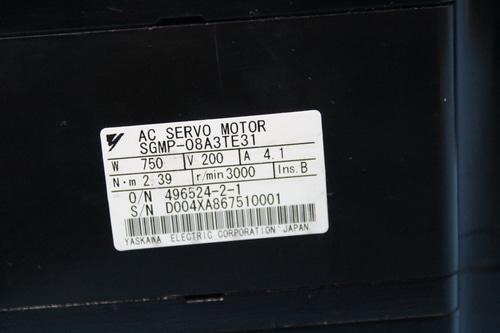 AC SERVO MOTOR
SGMP-08A3TE31
W 750 V 200 A 4.1
N·m 2.39 r/min 3000 Ins.B
O/N 496524-2-1
S/N D004XA867510001
YASKAWA ELECTRIC CORPORATION JAPAN